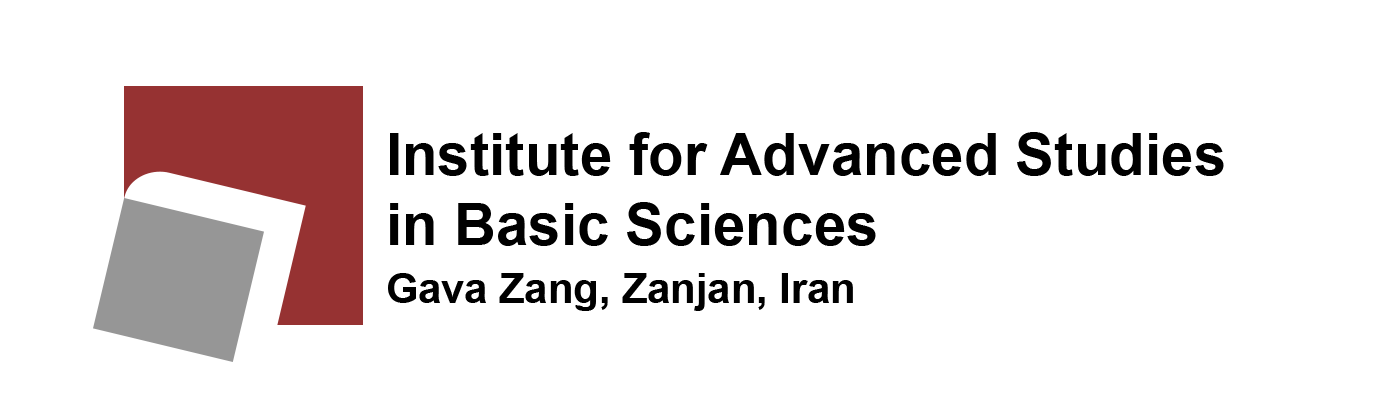 Institute for Advanced Studies
in Basic Sciences
Gava Zang, Zanjan, Iran